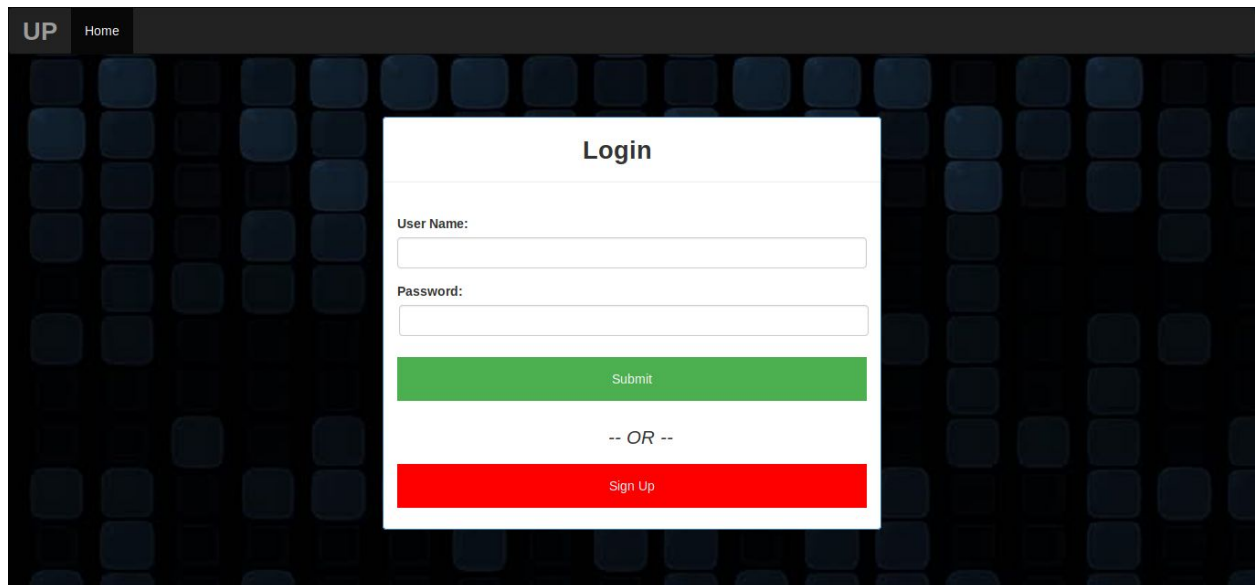 UP Home
Login
User Name:
Password:
Submit
-- OR --
Sign Up